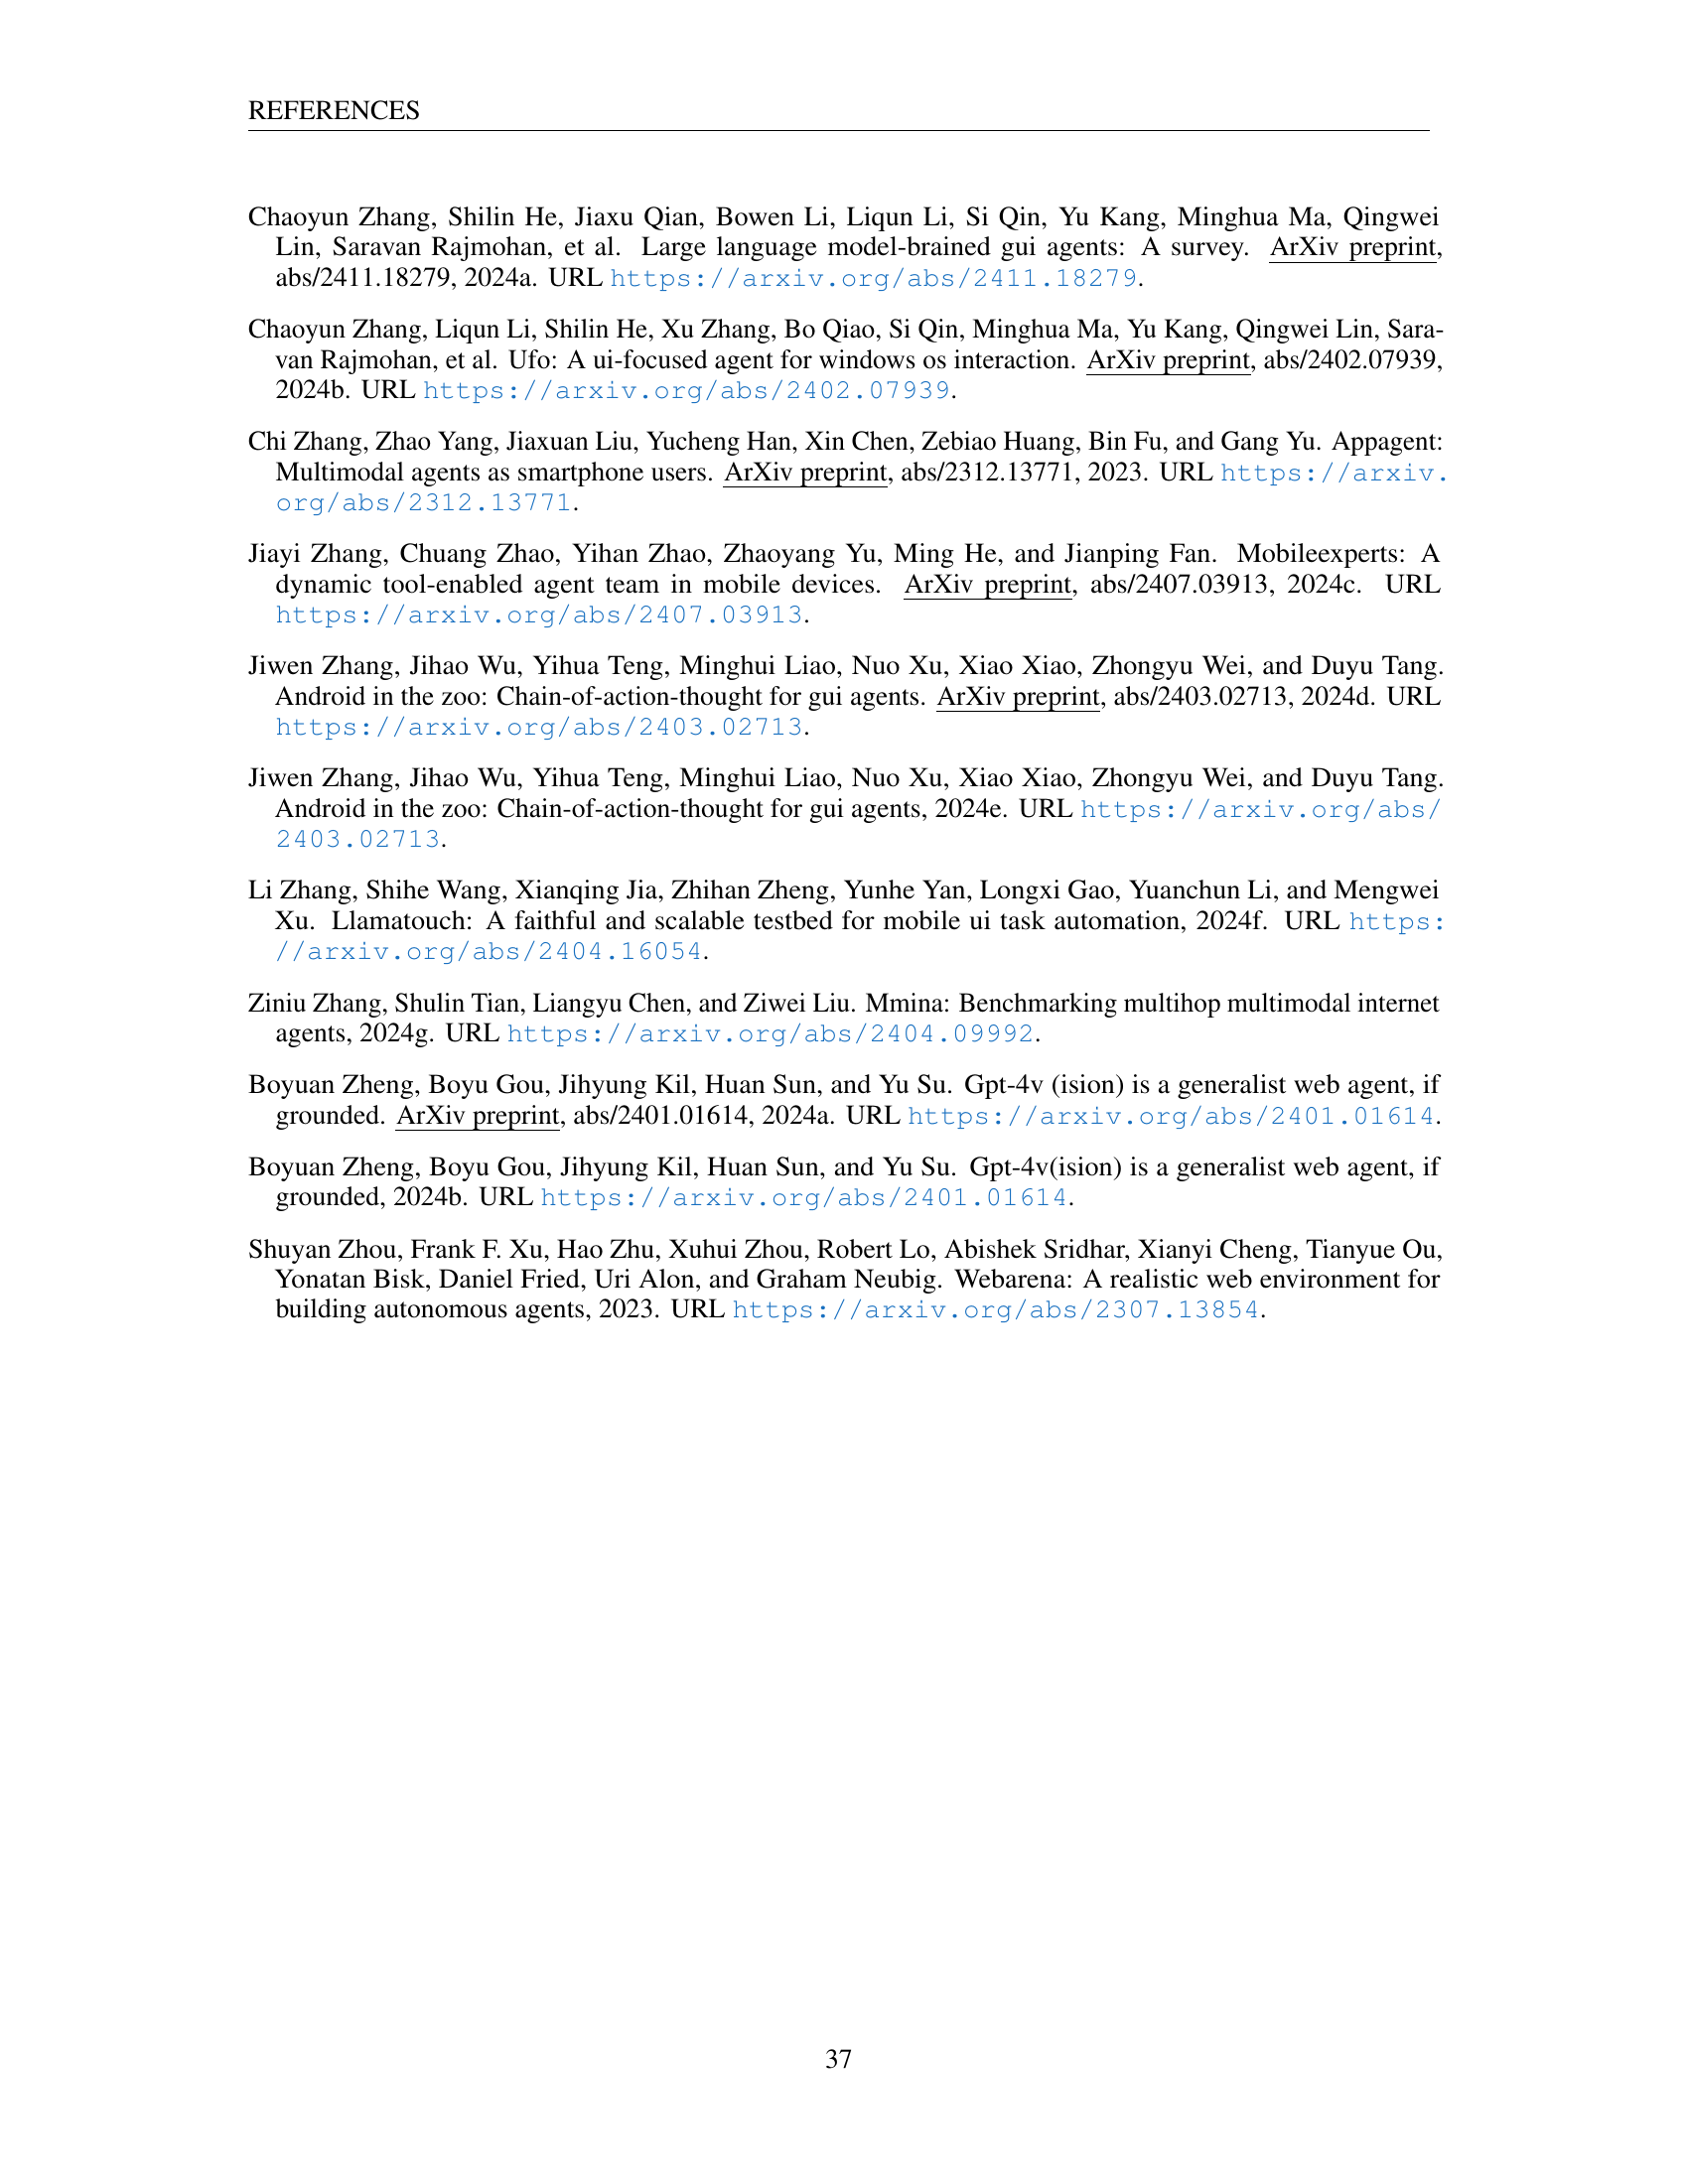 REFERENCES
Chaoyun Zhang, Shilin He, Jiaxu Qian, Bowen Li, Liqun Li, Si Qin, Yu Kang, Minghua Ma, Qingwei
Lin, Saravan Rajmohan, et al. Large language model-brained gui agents: A survey. ArXiv preprint,
abs/2411.18279, 2024a. URL https://arxiv.org/abs/2411.18279.
Chaoyun Zhang, Liqun Li, Shilin He, Xu Zhang, Bo Qiao, Si Qin, Minghua Ma, Yu Kang, Qingwei Lin, Sara-
van Rajmohan, et al. Ufo: A ui-focused agent for windows os interaction. ArXiv preprint, abs/2402.07939,
2024b. URL https://arxiv.org/abs/2402.07939.
Chi Zhang, Zhao Yang, Jiaxuan Liu, Yucheng Han, Xin Chen, Zebiao Huang, Bin Fu, and Gang Yu. Appagent:
Multimodal agents as smartphone users. ArXiv preprint, abs/2312.13771, 2023. URL https://arxiv.
org/abs/2312.13771.
Jiayi Zhang, Chuang Zhao, Yihan Zhao, Zhaoyang Yu, Ming He, and Jianping Fan. Mobileexperts: A
dynamic tool-enabled agent team in mobile devices. ArXiv preprint, abs/2407.03913, 2024c. URL
https://arxiv.org/abs/2407.03913.
Jiwen Zhang, Jihao Wu, Yihua Teng, Minghui Liao, Nuo Xu, Xiao Xiao, Zhongyu Wei, and Duyu Tang.
Android in the zoo: Chain-of-action-thought for gui agents. ArXiv preprint, abs/2403.02713, 2024d. URL
https://arxiv.org/abs/2403.02713.
Jiwen Zhang, Jihao Wu, Yihua Teng, Minghui Liao, Nuo Xu, Xiao Xiao, Zhongyu Wei, and Duyu Tang.
Android in the zoo: Chain-of-action-thought for gui agents, 2024e. URL https://arxiv.org/abs/
2403.02713.
Li Zhang, Shihe Wang, Xianqing Jia, Zhihan Zheng, Yunhe Yan, Longxi Gao, Yuanchun Li, and Mengwei
Xu. Llamatouch: A faithful and scalable testbed for mobile ui task automation, 2024f. URL https:
//arxiv.org/abs/2404.16054.
Ziniu Zhang, Shulin Tian, Liangyu Chen, and Ziwei Liu. Mmina: Benchmarking multihop multimodal internet
agents, 2024g. URL https://arxiv.org/abs/2404.09992.
Boyuan Zheng, Boyu Gou, Jihyung Kil, Huan Sun, and Yu Su. Gpt-4v (ision) is a generalist web agent, if
grounded. ArXiv preprint, abs/2401.01614, 2024a. URL https://arxiv.org/abs/2401.01614.
Boyuan Zheng, Boyu Gou, Jihyung Kil, Huan Sun, and Yu Su. Gpt-4v(ision) is a generalist web agent, if
grounded, 2024b. URL https://arxiv.org/abs/2401.01614.
Shuyan Zhou, Frank F. Xu, Hao Zhu, Xuhui Zhou, Robert Lo, Abishek Sridhar, Xianyi Cheng, Tianyue Ou,
Yonatan Bisk, Daniel Fried, Uri Alon, and Graham Neubig. Webarena: A realistic web environment for
building autonomous agents, 2023. URL https://arxiv.org/abs/2307.13854.
37